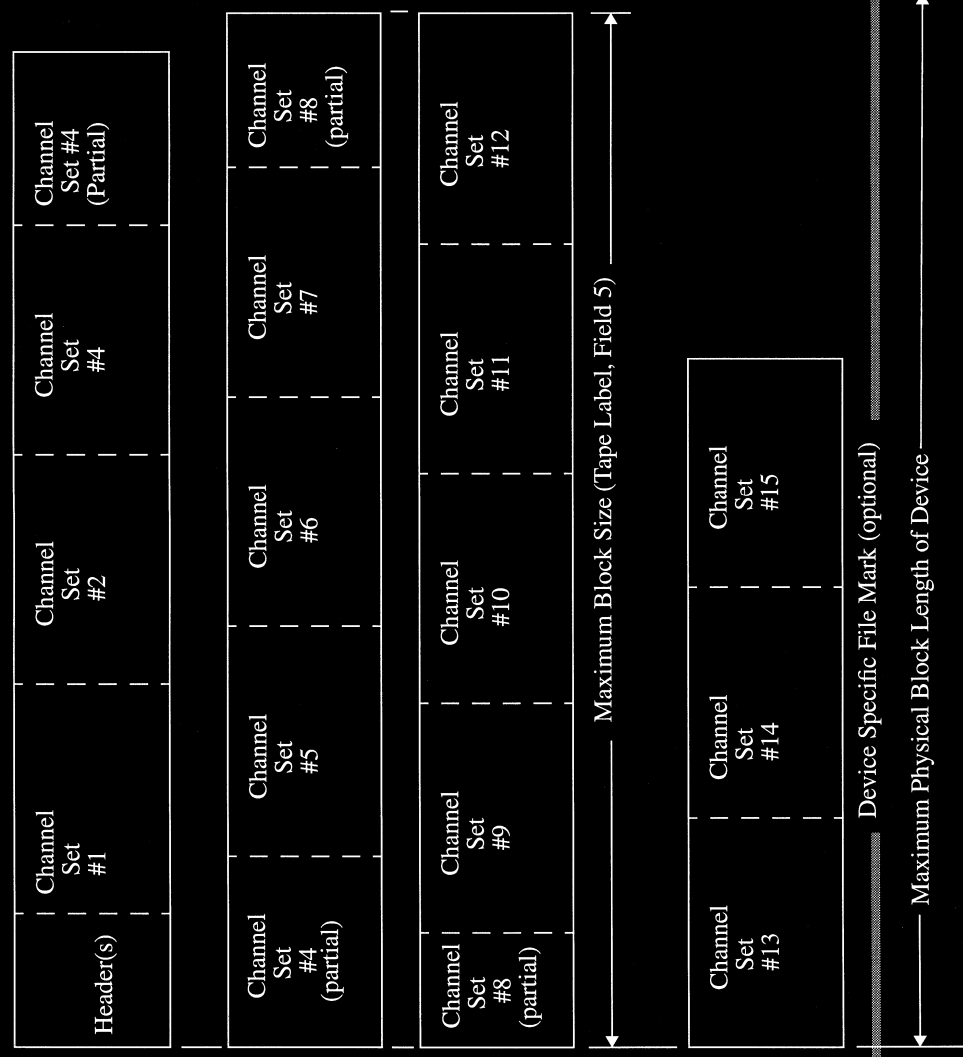 Header(s)
Channel
Set
#1
Channel
Set
#2
Channel
Set
#4
Channel
Set #4
(Partial)
Channel
Set
#4
(partial)
Channel
Set
#5
Channel
Set
#6
Channel
Set
#7
Channel
Set
#8
(partial)
Channel
Set
#8
(partial)
Channel
Set
#9
Channel
Set
#10
Channel
Set
#11
Channel
Set
#12
Maximum Block Size (Tape Label, Field 5)
Channel
Set
#13
Channel
Set
#14
Channel
Set
#15
Device Specific File Mark (optional)
Maximum Physical Block Length of Device